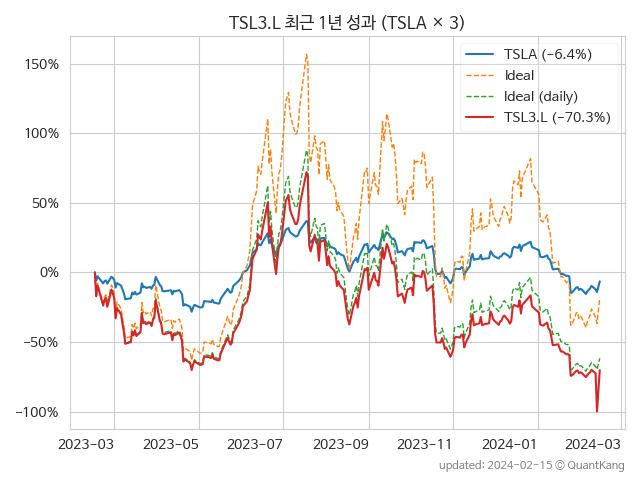 TSL3.L 최근 1년 성과 (TSLA × 3)
TSLA (−6.4%)
Ideal
Ideal (daily)
TSL3.L (−70.3%)
150%
100%
50%
0%
−50%
−100%
2023−03 2023−05 2023−07 2023−09 2023−11 2024−01 2024−03
updated: 2024−02−15 © QuantKang